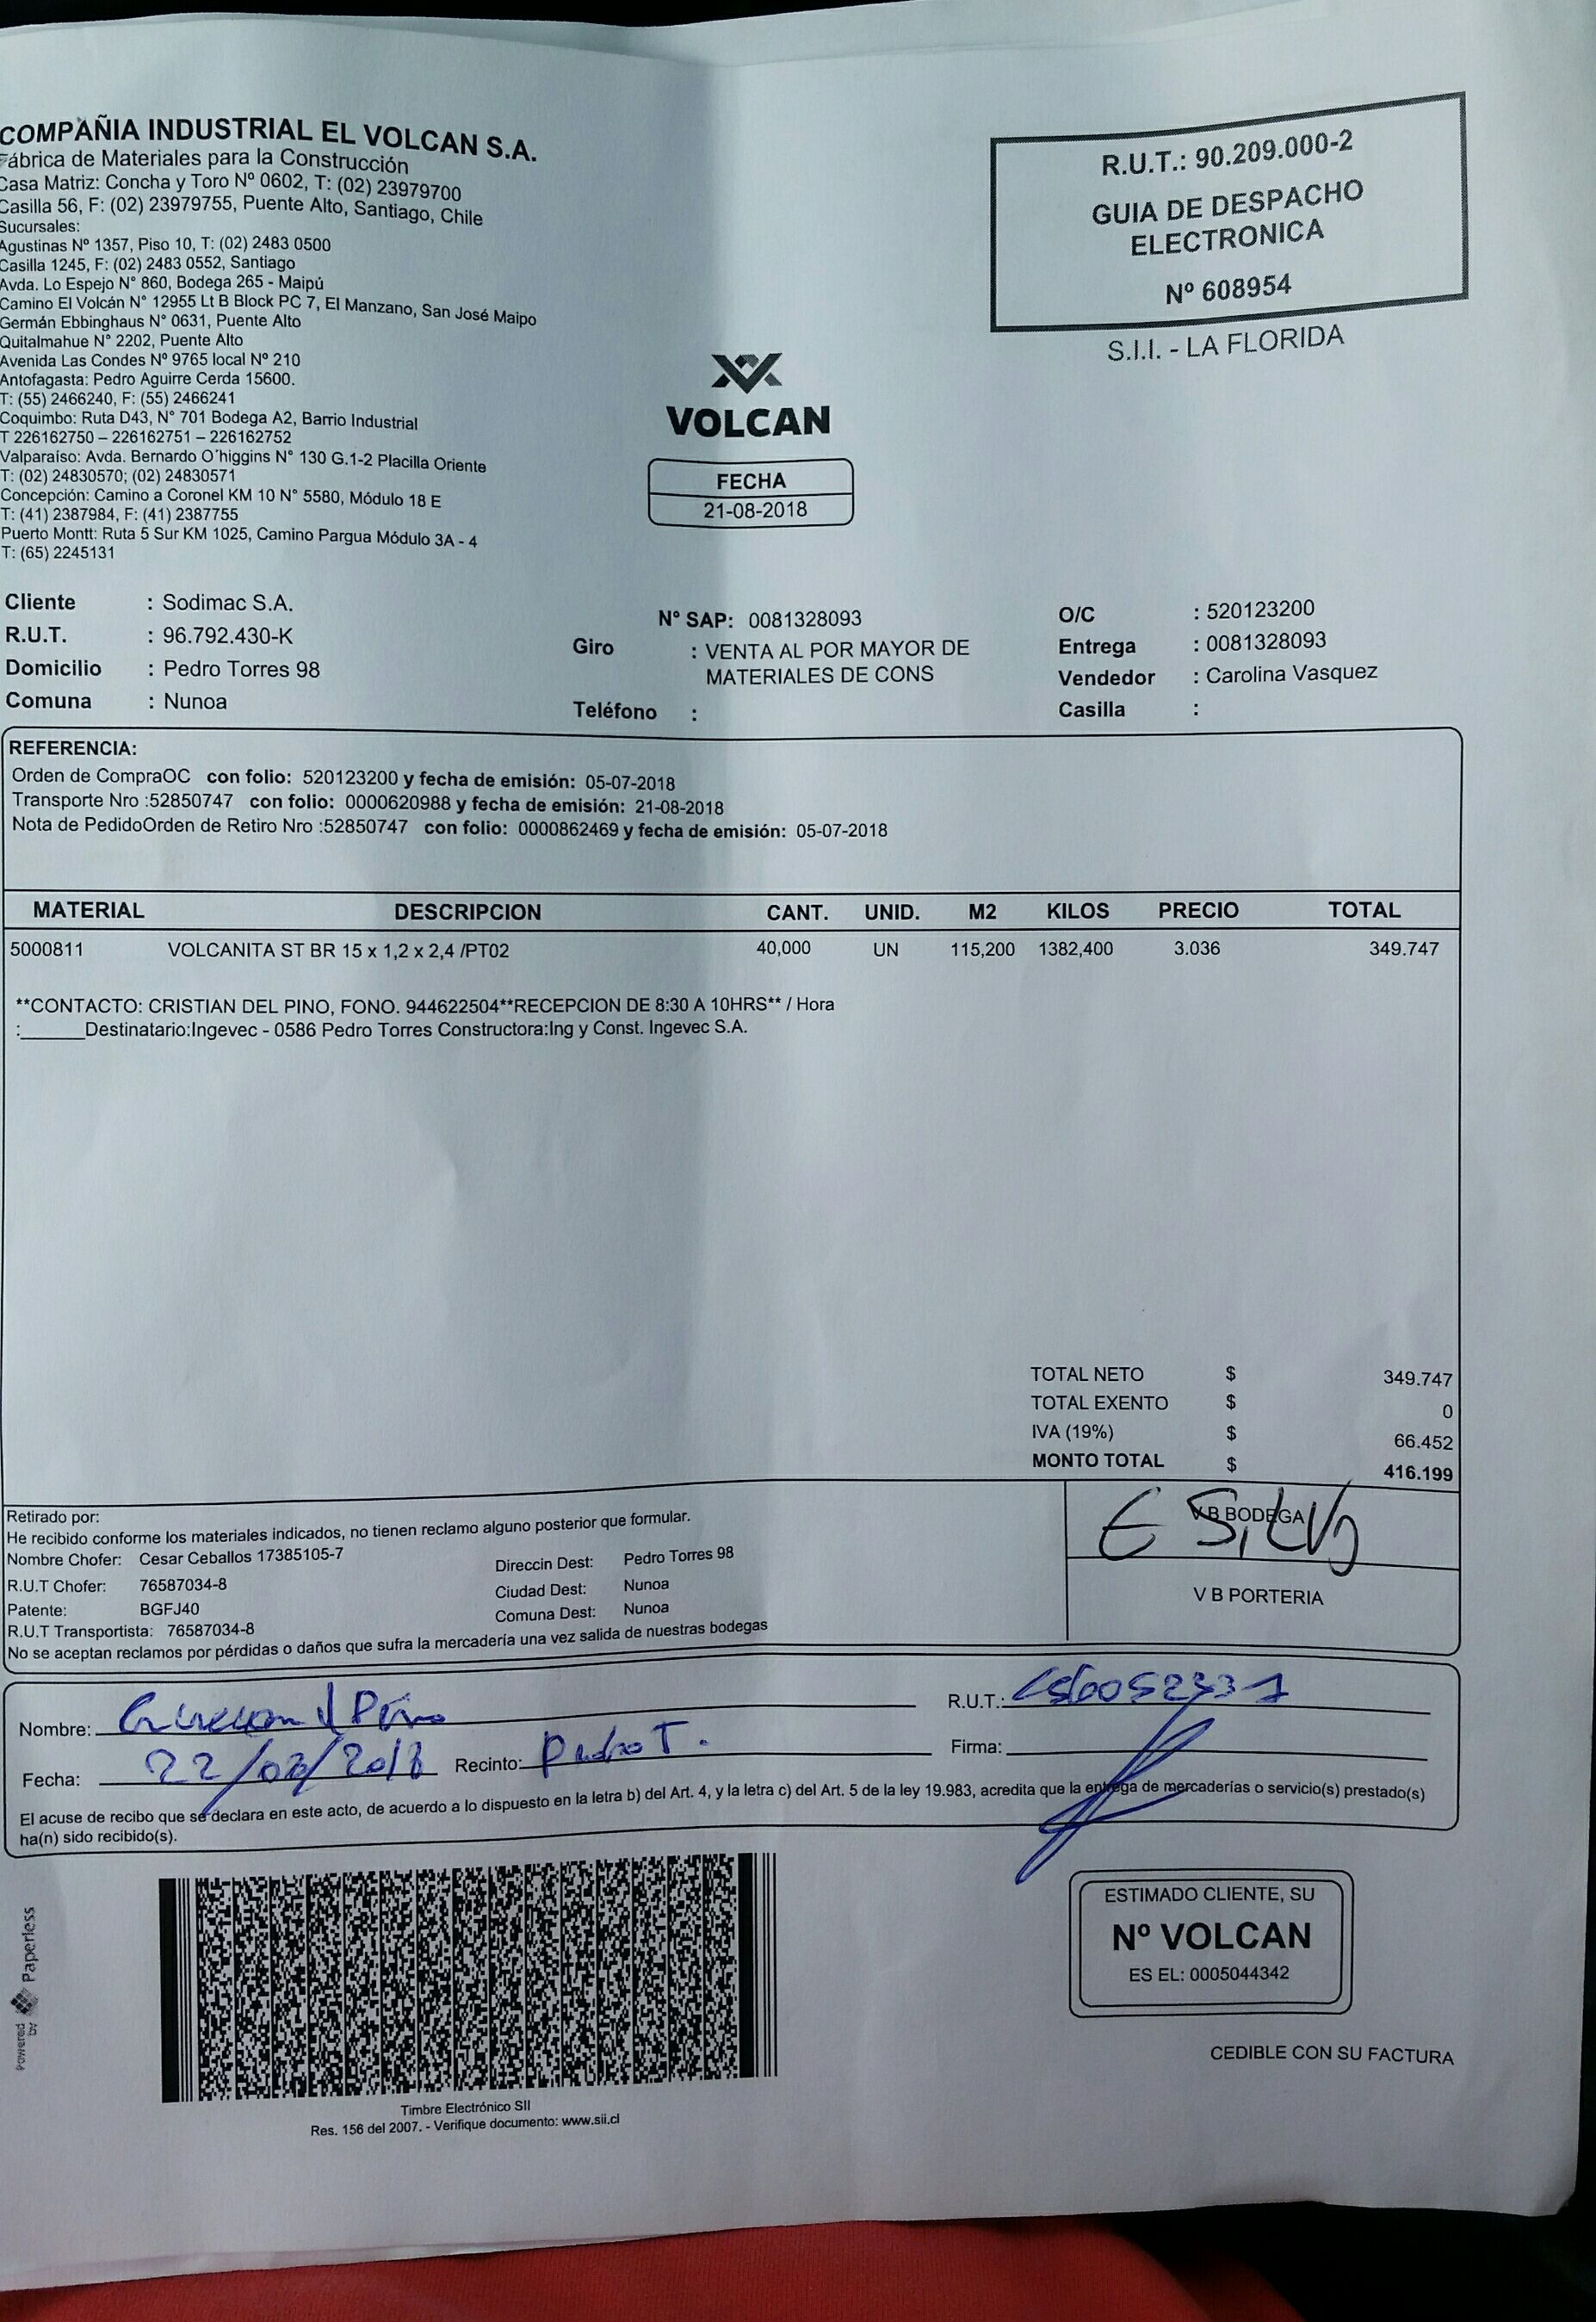 COMPAÑIA INDUSTRIAL EL VOLCAN S.A.
Fábrica de Materiales para la Construcción
Casa Matriz: Concha y Toro Nº 0602, T: (02) 23979700
Casilla 56, F: (02) 23979755, Puente Alto, Santiago, Chile
Sucursales:
Agustinas Nº 1357, Piso 10, T: (02) 2483 0500
Casilla 1245, F: (02) 2483 0552, Santiago
Avda. Lo Espejo N° 860, Bodega 265 - Maipú
Camino El Volcán N° 12955 Lt B Block PC 7, El Manzano, San José Maipo
Germán Ebbinghaus N° 0631, Puente Alto
Quitalmahue N° 2202, Puente Alto
Avenida Las Condes Nº 9765 local N° 210
Antofagasta: Pedro Aguirre Cerda 15600.
T: (55) 2466240, F: (55) 2466241
Coquimbo: Ruta D43, N° 701 Bodega A2, Barrio Industrial
T 226162750 – 226162751 – 226162752
Valparaíso: Avda. Bernardo O´higgins N° 130 G.1-2 Placilla Oriente
T: (02) 24830570; (02) 24830571
Concepción: Camino a Coronel KM 10 N° 5580, Módulo 18 E
T: (41) 2387984, F: (41) 2387755
Puerto Montt: Ruta 5 Sur KM 1025, Camino Pargua Módulo 3A - 4
T: (65) 2245131
R.U.T.: 90.209.000-2
GUIA DE DESPACHO
ELECTRONICA
Nº 608954
S.I.I. - LA FLORIDA
VOLCAN
FECHA
21-08-2018
Cliente : Sodimac S.A.
R.U.T. : 96.792.430-K
Domicilio : Pedro Torres 98
Comuna : Nunoa
N° SAP: 0081328093
Giro : VENTA AL POR MAYOR DE
MATERIALES DE CONS
Teléfono :
O/C : 520123200
Entrega : 0081328093
Vendedor : Carolina Vasquez
Casilla :
REFERENCIA:
Orden de CompraOC con folio: 520123200 y fecha de emisión: 05-07-2018
Transporte Nro :52850747 con folio: 0000620988 y fecha de emisión: 21-08-2018
Nota de PedidoOrden de Retiro Nro :52850747 con folio: 0000862469 y fecha de emisión: 05-07-2018
MATERIAL DESCRIPCION CANT. UNID. M2 KILOS PRECIO TOTAL
5000811 VOLCANITA ST BR 15 x 1,2 x 2,4 /PT02 40,000 UN 115,200 1382,400 3.036 349.747
**CONTACTO: CRISTIAN DEL PINO, FONO. 944622504**RECEPCION DE 8:30 A 10HRS** / Hora
:______Destinatario:Ingevec - 0586 Pedro Torres Constructora:Ing y Const. Ingevec S.A.
TOTAL NETO $ 349.747
TOTAL EXENTO $ 0
IVA (19%) $ 66.452
MONTO TOTAL $ 416.199
Retirado por:
He recibido conforme los materiales indicados, no tienen reclamo alguno posterior que formular.
Nombre Chofer: Cesar Ceballos 17385105-7
R.U.T Chofer: 76587034-8
Patente: BGFJ40
R.U.T Transportista: 76587034-8
Direccin Dest: Pedro Torres 98
Ciudad Dest: Nunoa
Comuna Dest: Nunoa
No se aceptan reclamos por pérdidas o daños que sufra la mercadería una vez salida de nuestras bodegas
V B BODEGA
E Silva
V B PORTERIA
Nombre: Pino
R.U.T.:
Fecha: 22/08/2018 Recinto: Pedro T.
Firma:
El acuse de recibo que se declara en este acto, de acuerdo a lo dispuesto en la letra b) del Art. 4, y la letra c) del Art. 5 de la ley 19.983, acredita que la entrega de mercaderías o servicio(s) prestado(s)
ha(n) sido recibido(s).
Powered by Paperless
Timbre Electrónico SII
Res. 156 del 2007. - Verifique documento: www.sii.cl
ESTIMADO CLIENTE, SU
Nº VOLCAN
ES EL: 0005044342
CEDIBLE CON SU FACTURA